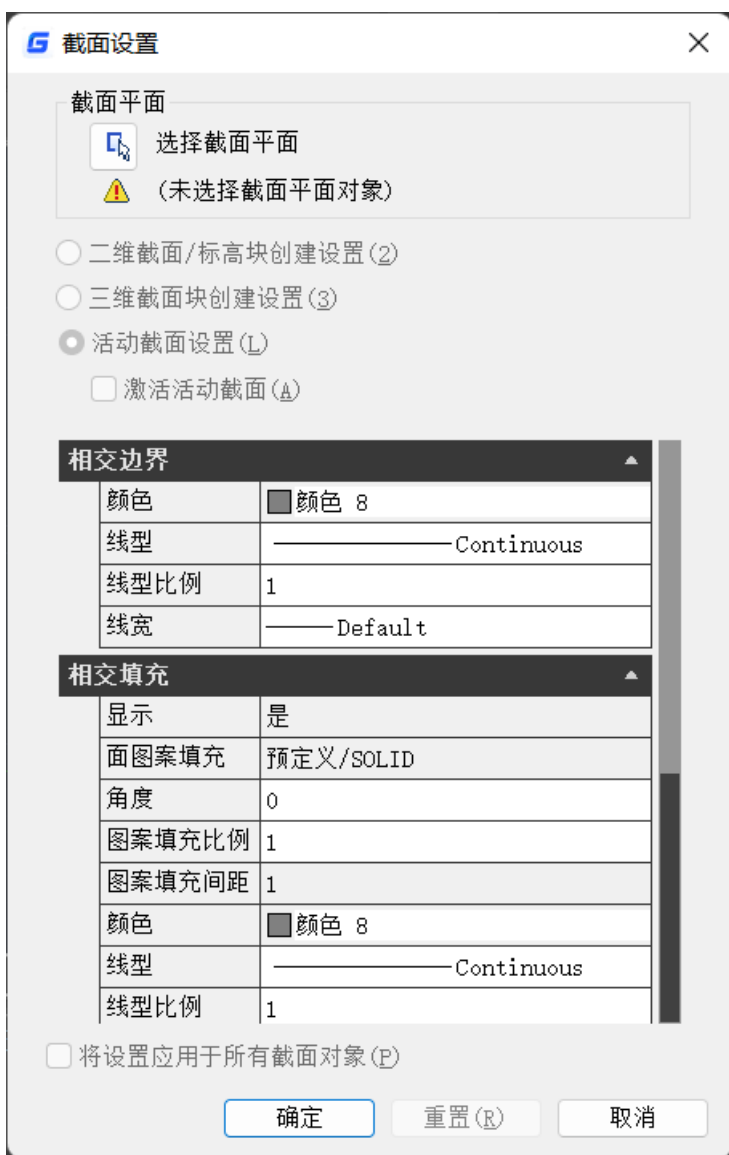 截面设置
截面平面
选择截面平面
(未选择截面平面对象)
二维截面/标高块创建设置(2)
三维截面块创建设置(3)
活动截面设置(L)
激活活动截面(A)
相交边界
颜色 颜色 8
线型 Continuous
线型比例 1
线宽 Default
相交填充
显示 是
面图案填充 预定义/SOLID
角度 0
图案填充比例 1
图案填充间距 1
颜色 颜色 8
线型 Continuous
线型比例 1
将设置应用于所有截面对象(P)
确定 重置(R) 取消